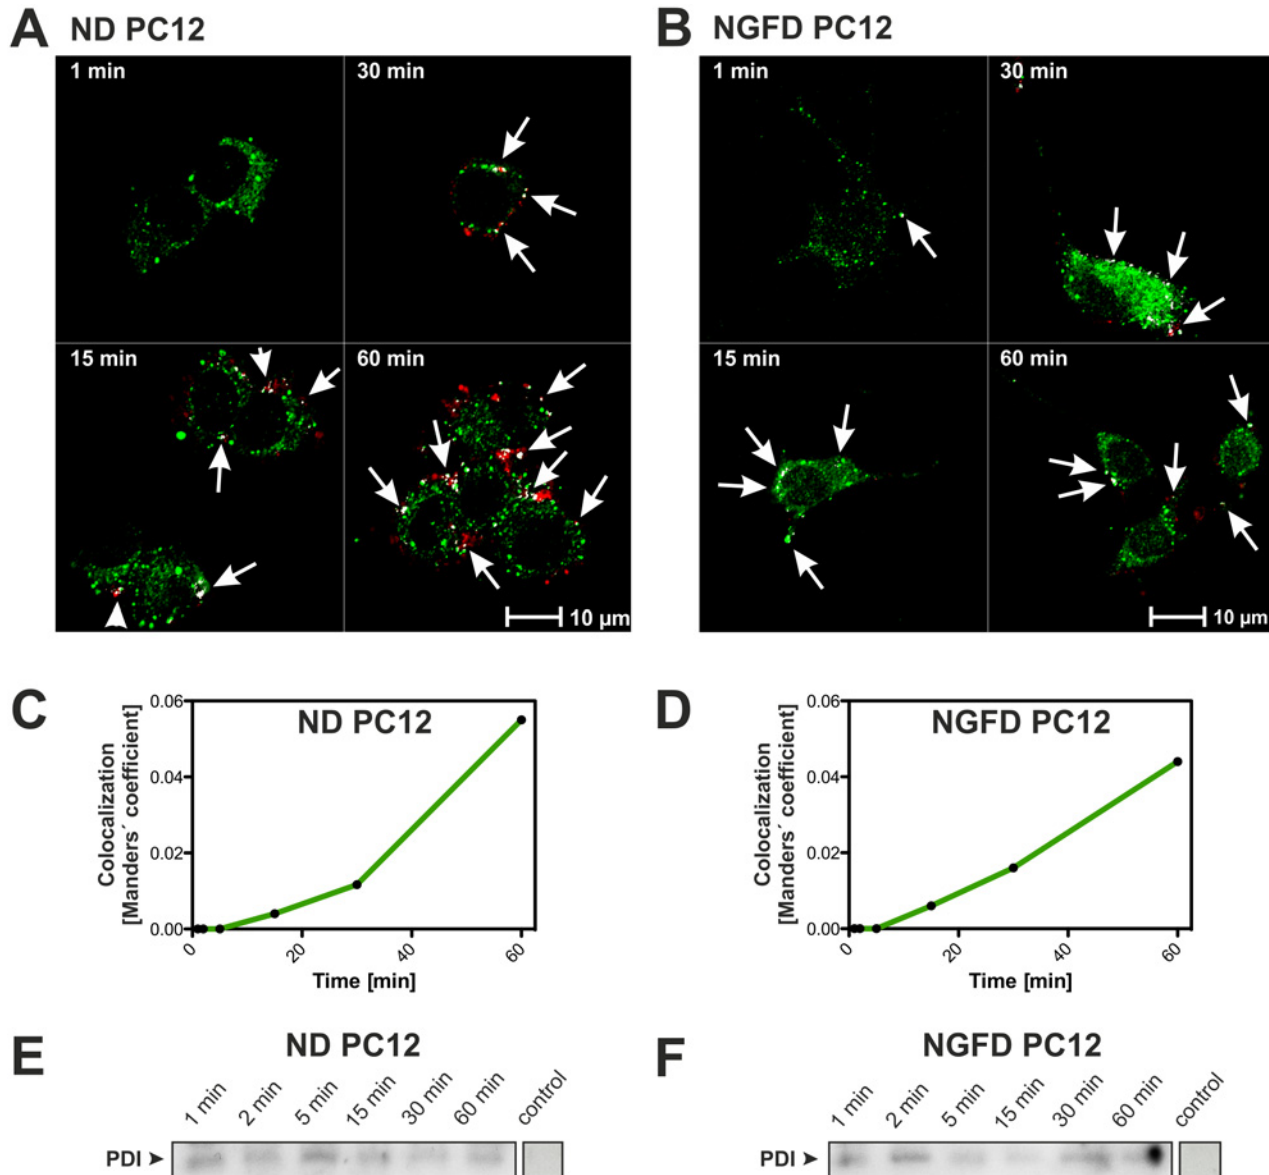 A ND PC12
1 min
30 min
15 min
60 min
10 µm
B NGFD PC12
1 min
30 min
15 min
60 min
10 µm
C
ND PC12
Colocalization
[Manders´ coefficient]
0.06
0.04
0.02
0.00
0
20
40
60
Time [min]
D
NGFD PC12
Colocalization
[Manders´ coefficient]
0.06
0.04
0.02
0.00
0
20
40
60
Time [min]
E
ND PC12
1 min
2 min
5 min
15 min
30 min
60 min
control
PDI
F
NGFD PC12
1 min
2 min
5 min
15 min
30 min
60 min
control
PDI